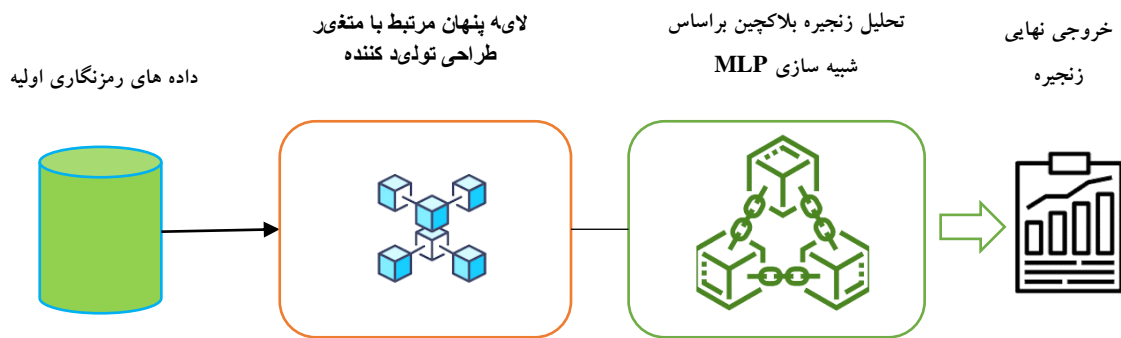 داده های رمزنگاری اولیه
لایه پنهان مرتبط با متغیر
طراحی تولید کننده
تحلیل زنجیره بلاکچین براساس
شبیه سازی MLP
خروجی نهایی
زنجیره